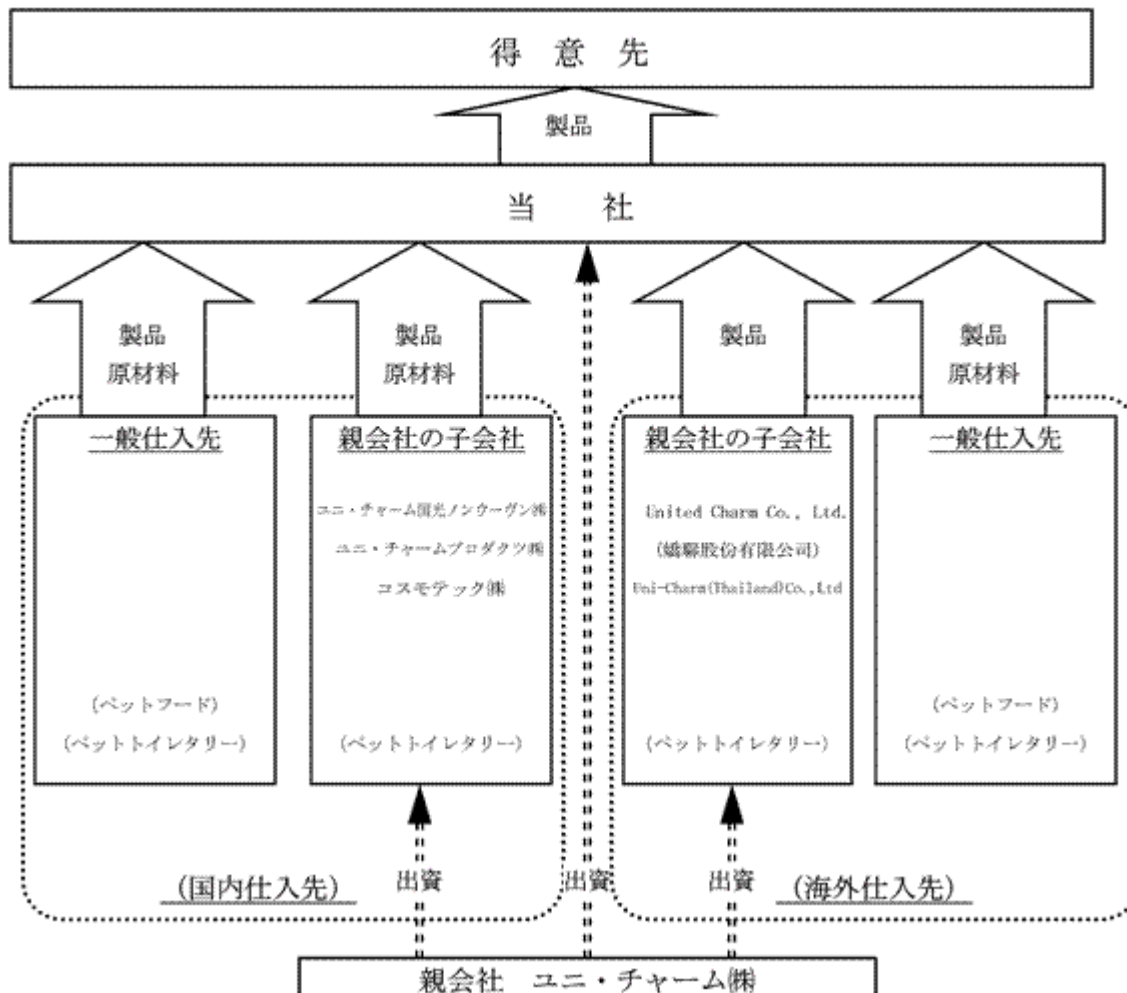 得意先
製品
当社
製品
原材料
製品
原材料
製品
製品
原材料
一般仕入先
親会社の子会社
ユニ・チャーム国光ノンウーヴン㈱
ユニ・チャームプロダクツ㈱
コスモテック㈱
親会社の子会社
United Charm Co., Ltd.
(嬌聯股份有限公司)
Uni-Charm(Thailand)Co.,Ltd
一般仕入先
(ペットフード)
(ペットトイレタリー)
(ペットトイレタリー)
(ペットトイレタリー)
(ペットフード)
(ペットトイレタリー)
(国内仕入先)
出資
出資
出資
(海外仕入先)
親会社 ユニ・チャーム㈱